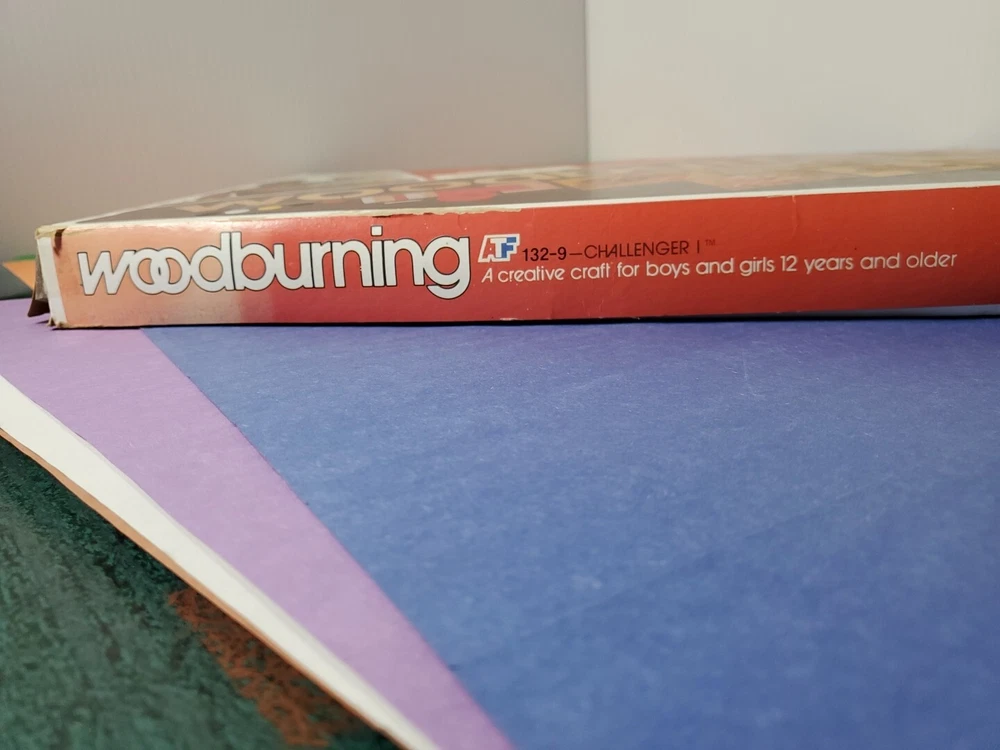 woodburning
ATF 132-9—CHALLENGER I™
A creative craft for boys and girls 12 years and older